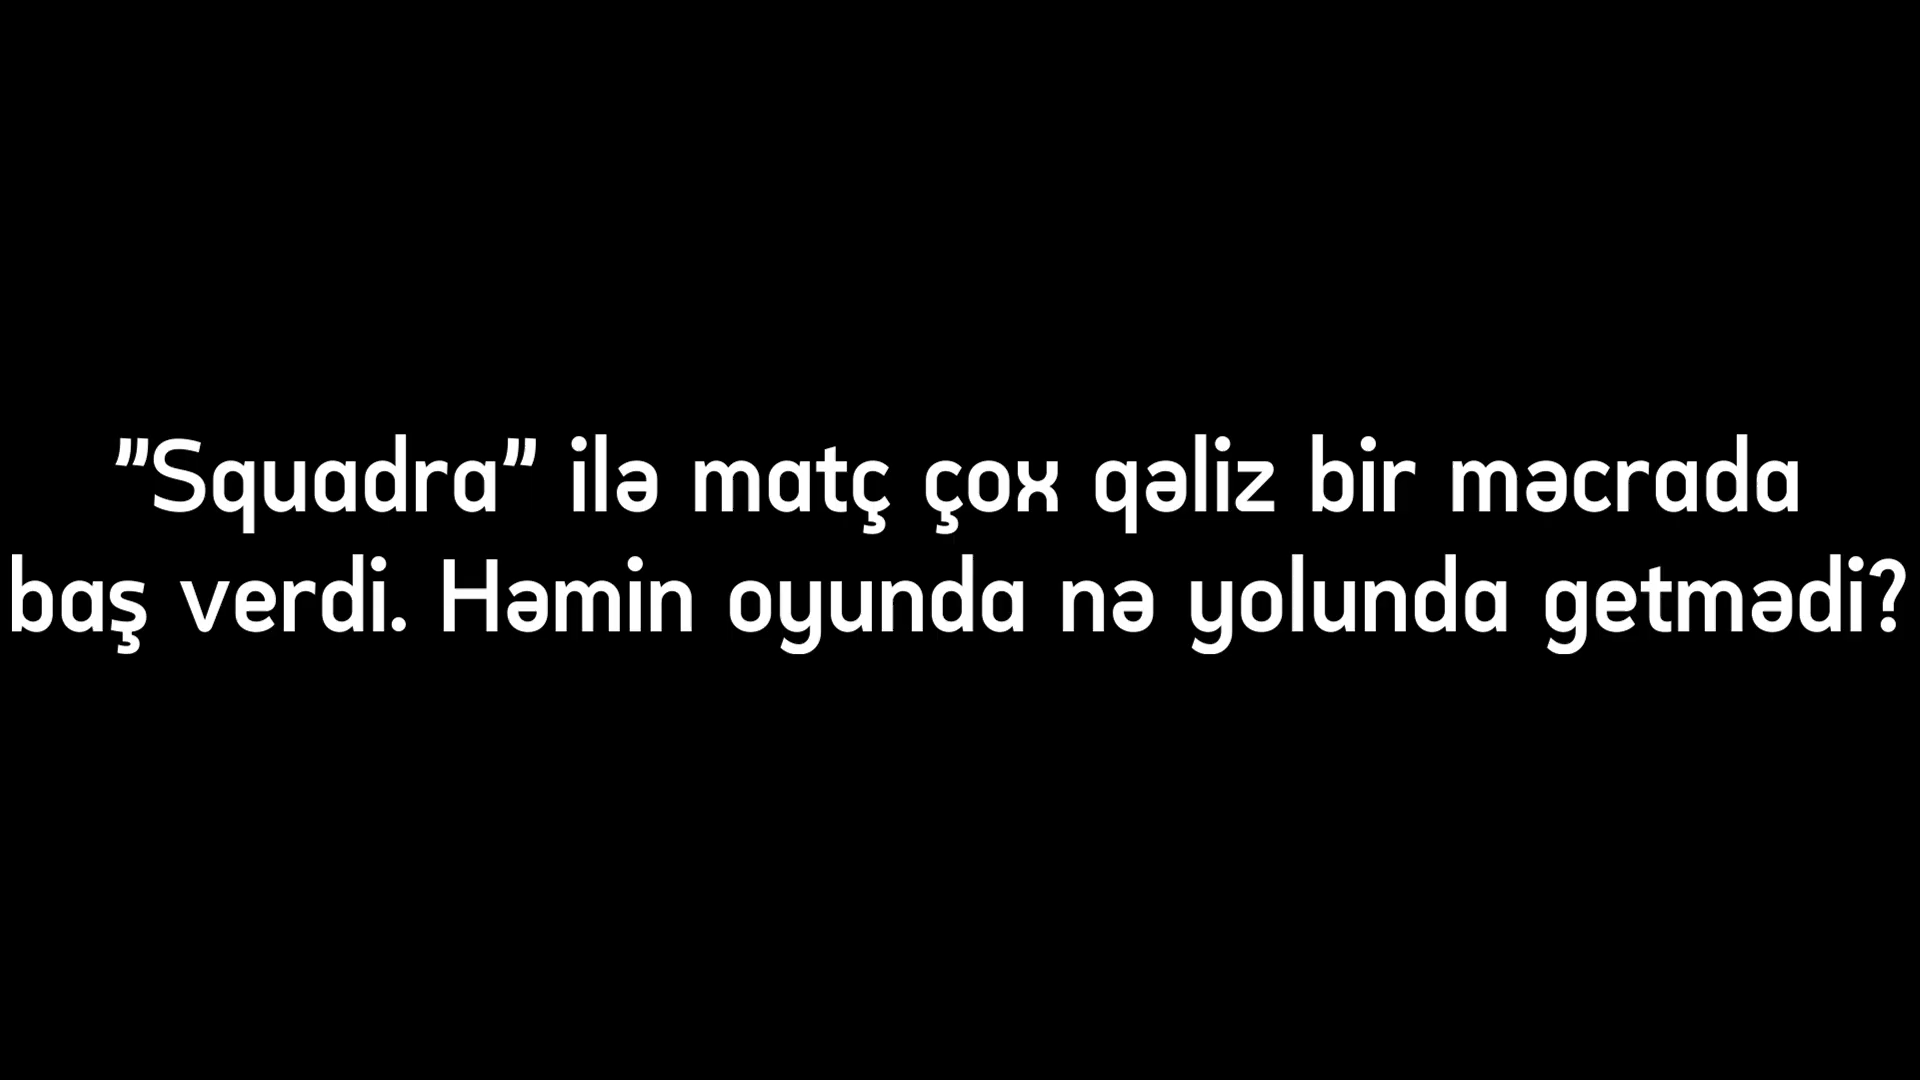 "Squadra" ilə matç çox qəliz bir məcrada
baş verdi. Həmin oyunda nə yolunda getmədi?